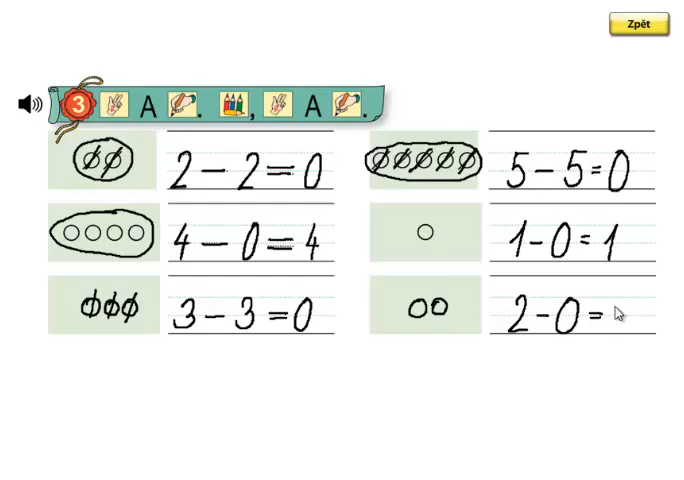 Zpět
3 A . , A .
2 - 2 = 0
5 - 5 = 0
4 - 0 = 4
1 - 0 = 1
3 - 3 = 0
2 - 0 =